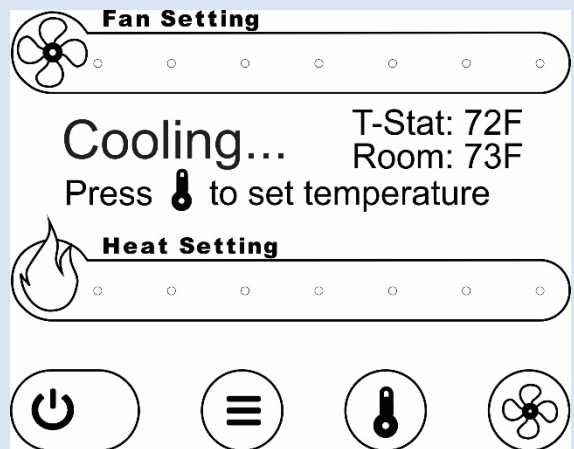 Fan Setting
Cooling...
T-Stat: 72F
Room: 73F
Press to set temperature
Heat Setting